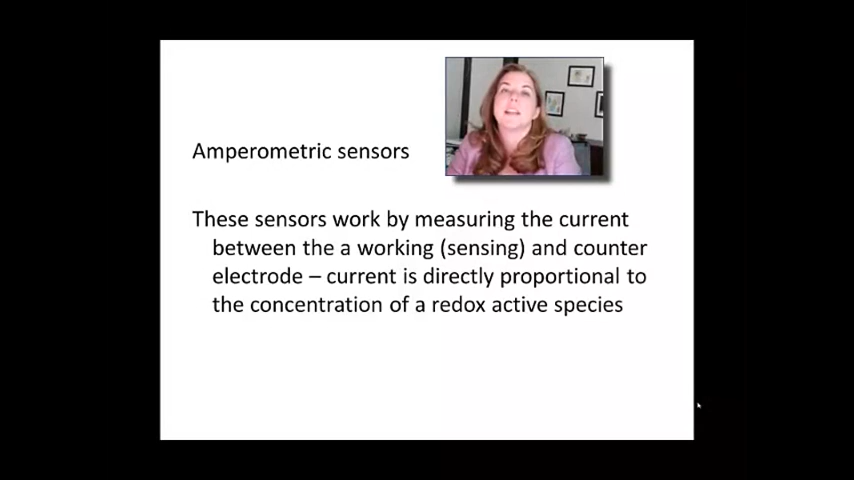 Amperometric sensors
These sensors work by measuring the current
between the a working (sensing) and counter
electrode – current is directly proportional to
the concentration of a redox active species